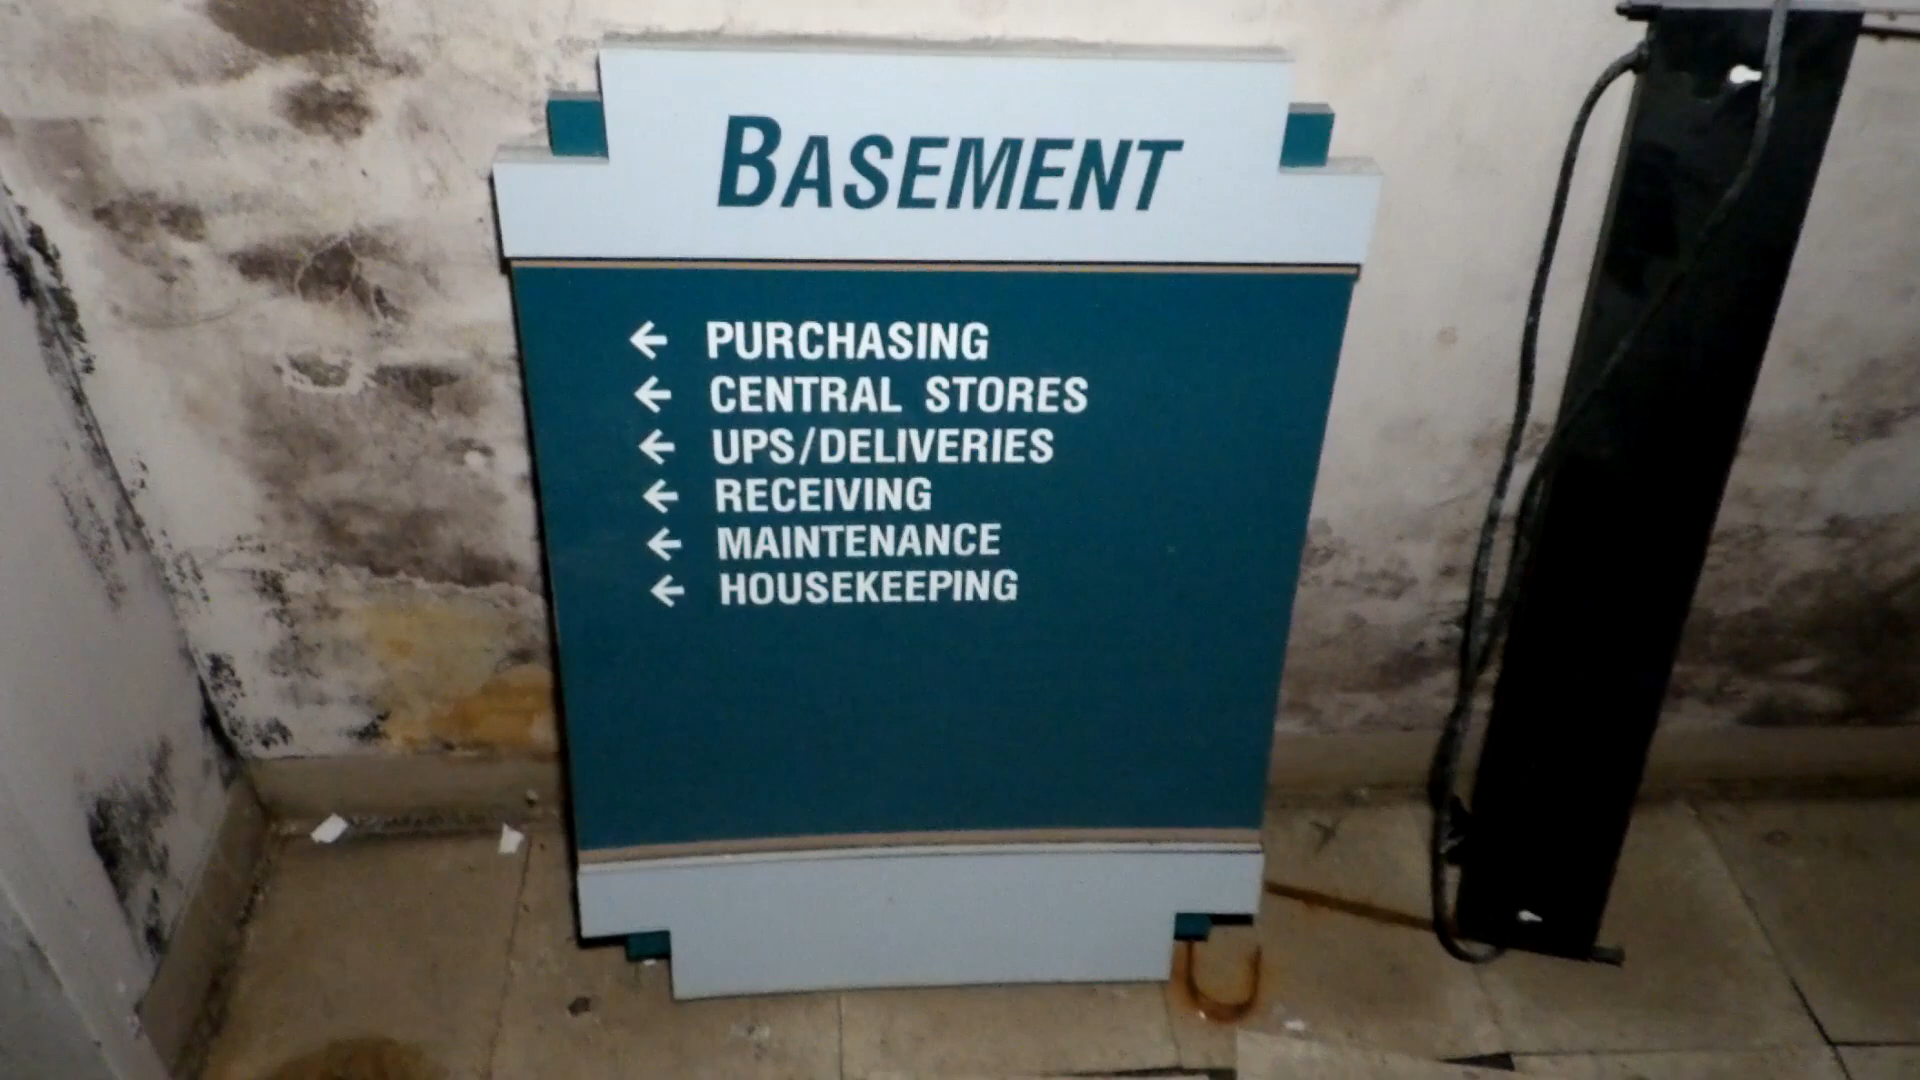 BASEMENT
← PURCHASING
← CENTRAL STORES
← UPS/DELIVERIES
← RECEIVING
← MAINTENANCE
← HOUSEKEEPING